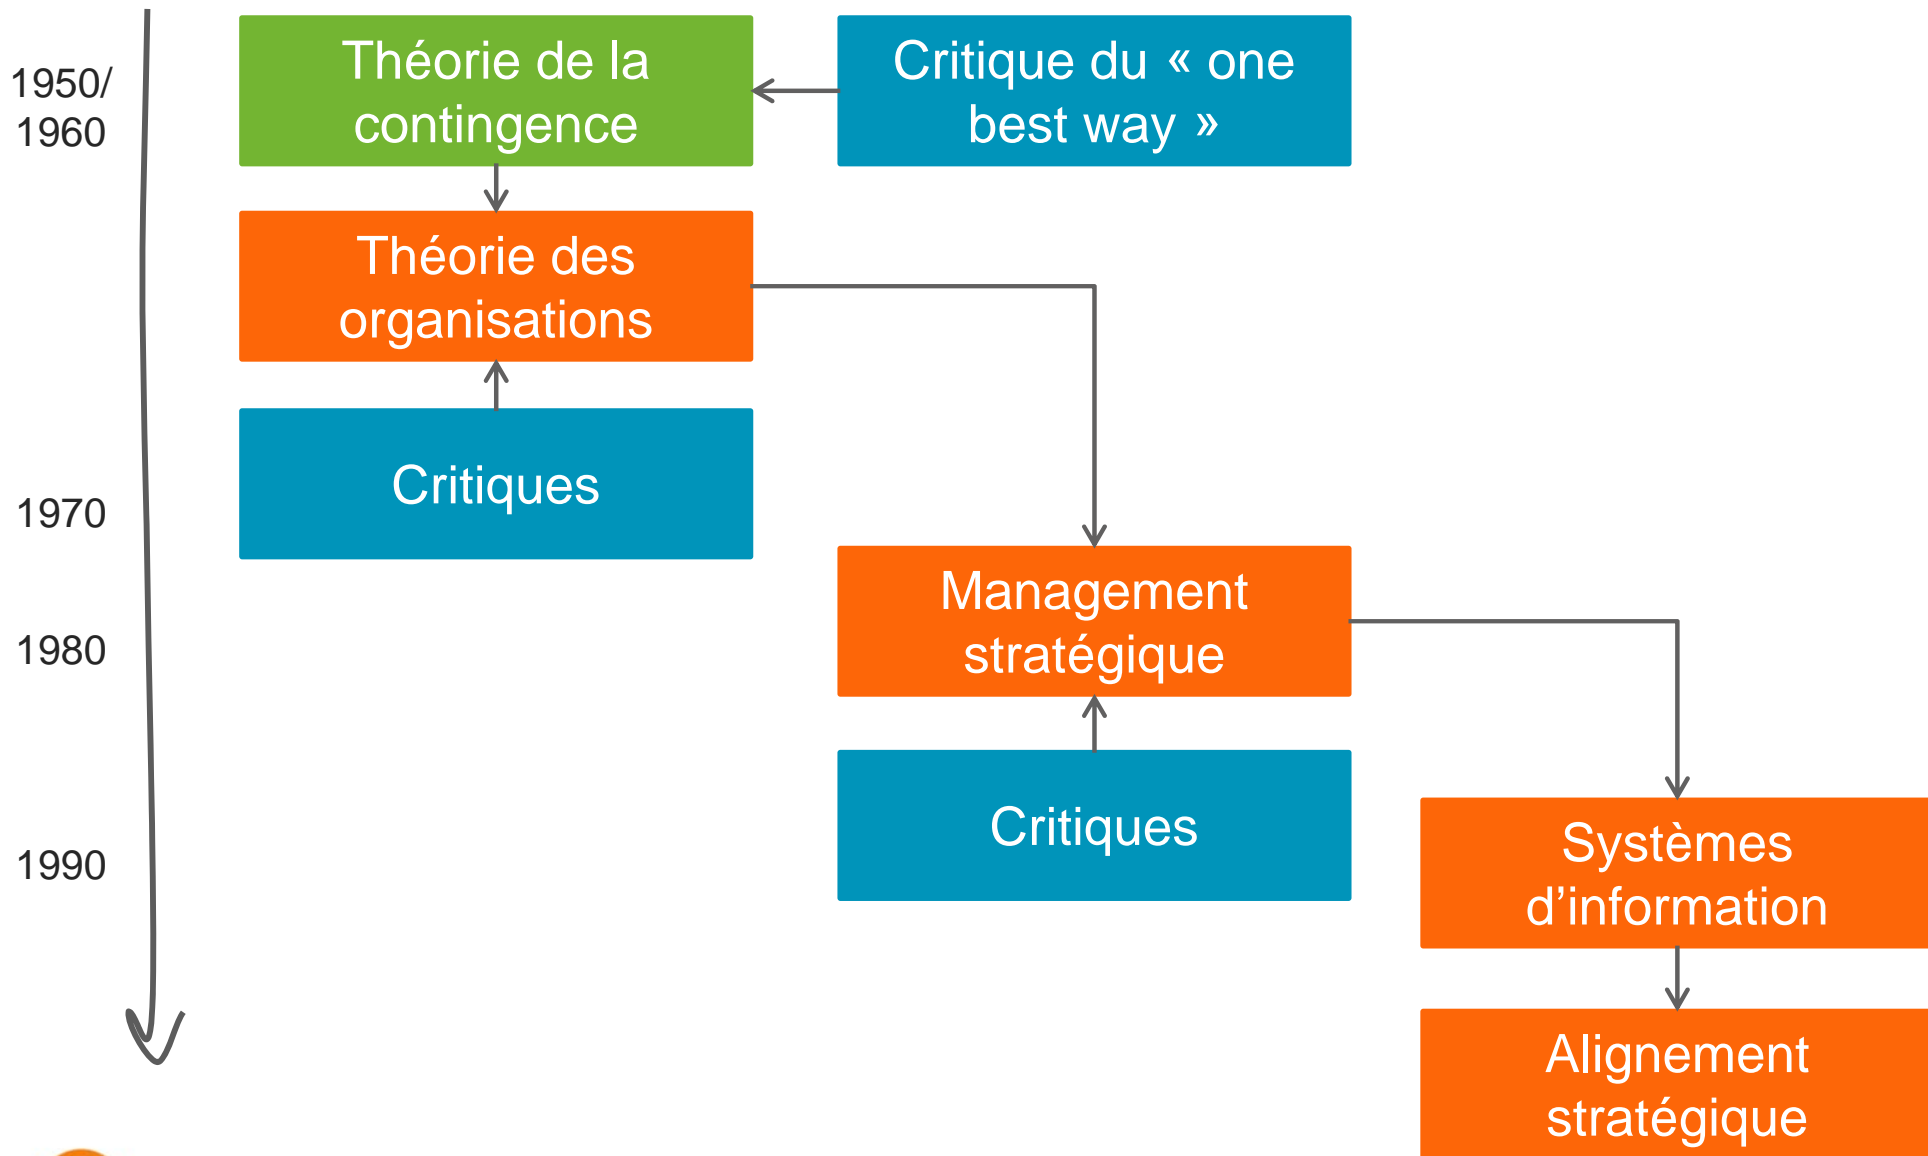 1950/
1960
Théorie de la
contingence
Critique du « one
best way »
Théorie des
organisations
Critiques
1970
Management
stratégique
1980
Critiques
1990
Systèmes
d’information
Alignement
stratégique